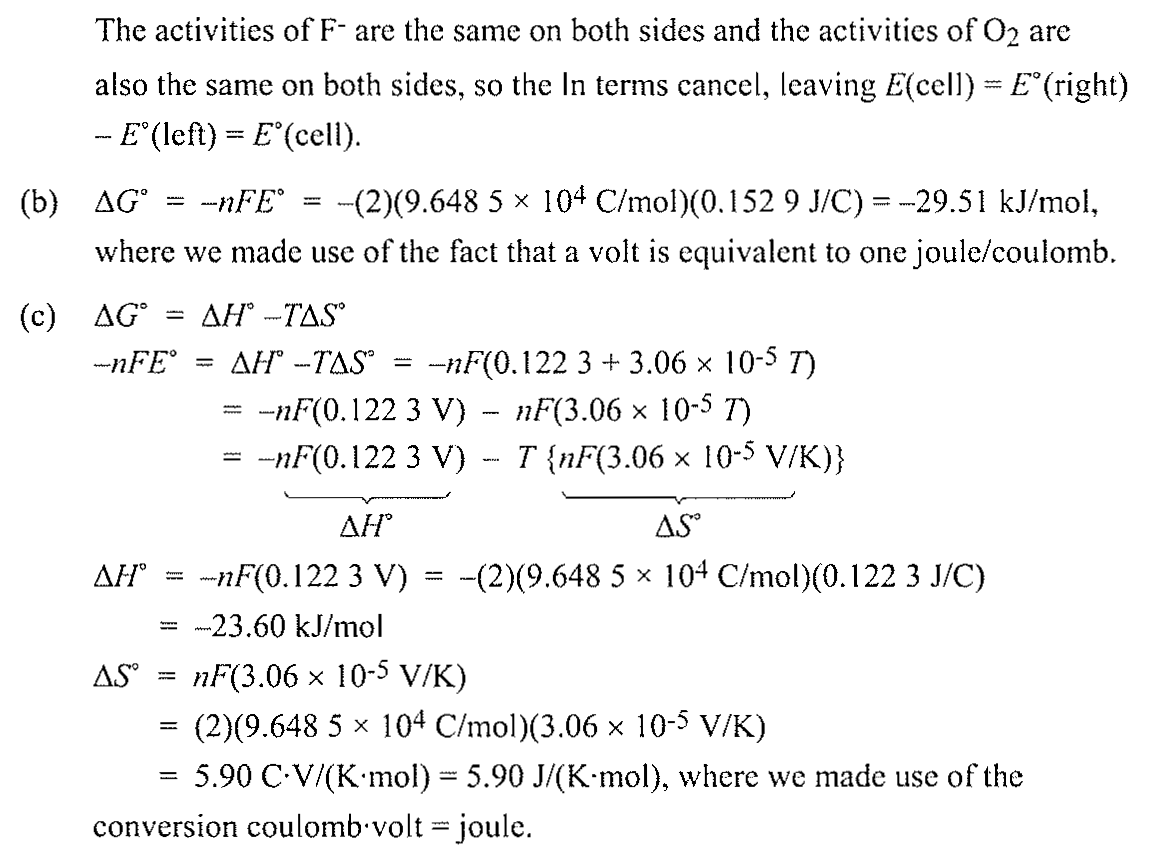 The activities of F⁻ are the same on both sides and the activities of O₂ are
also the same on both sides, so the ln terms cancel, leaving E(cell) = E°(right)
– E°(left) = E°(cell).
(b) ΔG° = –nFE° = –(2)(9.648 5 × 10⁴ C/mol)(0.152 9 J/C) = –29.51 kJ/mol,
where we made use of the fact that a volt is equivalent to one joule/coulomb.
(c) ΔG° = ΔH° –TΔS°
–nFE° = ΔH° –TΔS° = –nF(0.122 3 + 3.06 × 10⁻⁵ T)
= –nF(0.122 3 V) – nF(3.06 × 10⁻⁵ T)
= –nF(0.122 3 V) – T {nF(3.06 × 10⁻⁵ V/K)}
ΔH° ΔS°
ΔH° = –nF(0.122 3 V) = –(2)(9.648 5 × 10⁴ C/mol)(0.122 3 J/C)
= –23.60 kJ/mol
ΔS° = nF(3.06 × 10⁻⁵ V/K)
= (2)(9.648 5 × 10⁴ C/mol)(3.06 × 10⁻⁵ V/K)
= 5.90 C·V/(K·mol) = 5.90 J/(K·mol), where we made use of the
conversion coulomb·volt = joule.